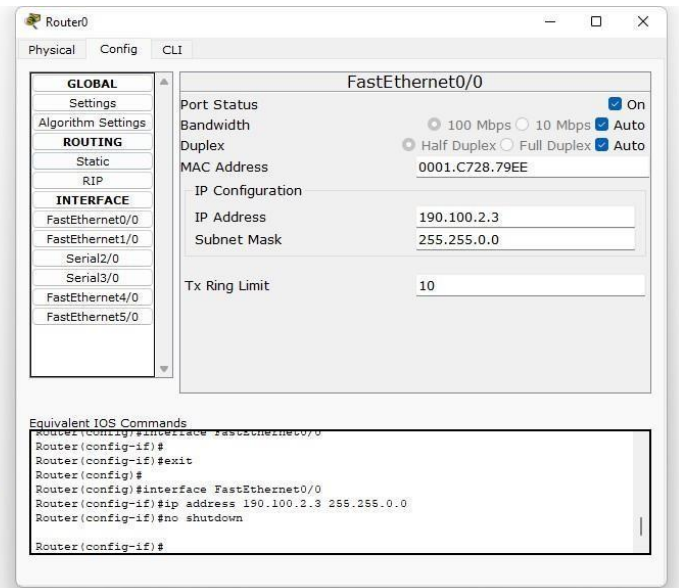 Router0
Physical Config CLI
GLOBAL
Settings
Algorithm Settings
ROUTING
Static
RIP
INTERFACE
FastEthernet0/0
FastEthernet1/0
Serial2/0
Serial3/0
FastEthernet4/0
FastEthernet5/0
FastEthernet0/0
Port Status On
Bandwidth 100 Mbps 10 Mbps Auto
Duplex Half Duplex Full Duplex Auto
MAC Address 0001.C728.79EE
IP Configuration
IP Address 190.100.2.3
Subnet Mask 255.255.0.0
Tx Ring Limit 10
Equivalent IOS Commands
Router(config)#interface FastEthernet0/0
Router(config-if)#
Router(config-if)#exit
Router(config)#
Router(config)#interface FastEthernet0/0
Router(config-if)#ip address 190.100.2.3 255.255.0.0
Router(config-if)#no shutdown
Router(config-if)#